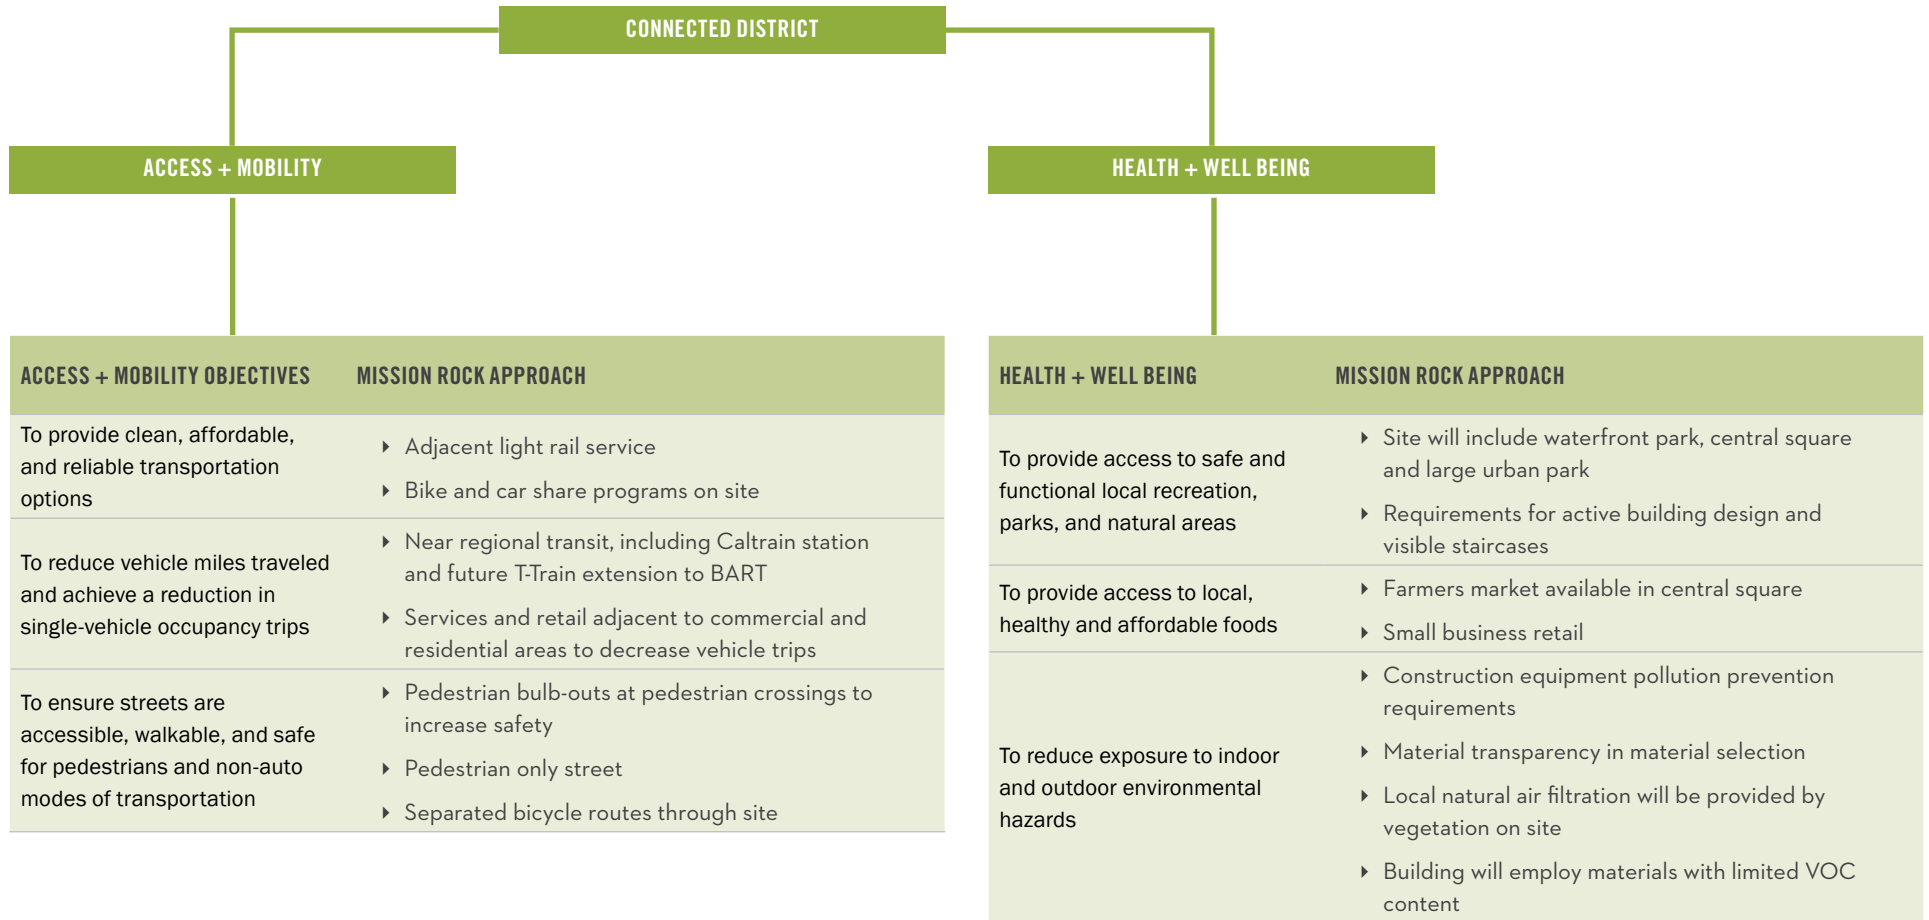 CONNECTED DISTRICT
ACCESS + MOBILITY
HEALTH + WELL BEING
ACCESS + MOBILITY OBJECTIVES
MISSION ROCK APPROACH
To provide clean, affordable,
and reliable transportation
options
‣ Adjacent light rail service
‣ Bike and car share programs on site
To reduce vehicle miles traveled
and achieve a reduction in
single-vehicle occupancy trips
‣ Near regional transit, including Caltrain station
and future T-Train extension to BART
‣ Services and retail adjacent to commercial and
residential areas to decrease vehicle trips
To ensure streets are
accessible, walkable, and safe
for pedestrians and non-auto
modes of transportation
‣ Pedestrian bulb-outs at pedestrian crossings to
increase safety
‣ Pedestrian only street
‣ Separated bicycle routes through site
HEALTH + WELL BEING
MISSION ROCK APPROACH
To provide access to safe and
functional local recreation,
parks, and natural areas
‣ Site will include waterfront park, central square
and large urban park
‣ Requirements for active building design and
visible staircases
To provide access to local,
healthy and affordable foods
‣ Farmers market available in central square
‣ Small business retail
To reduce exposure to indoor
and outdoor environmental
hazards
‣ Construction equipment pollution prevention
requirements
‣ Material transparency in material selection
‣ Local natural air filtration will be provided by
vegetation on site
‣ Building will employ materials with limited VOC
content